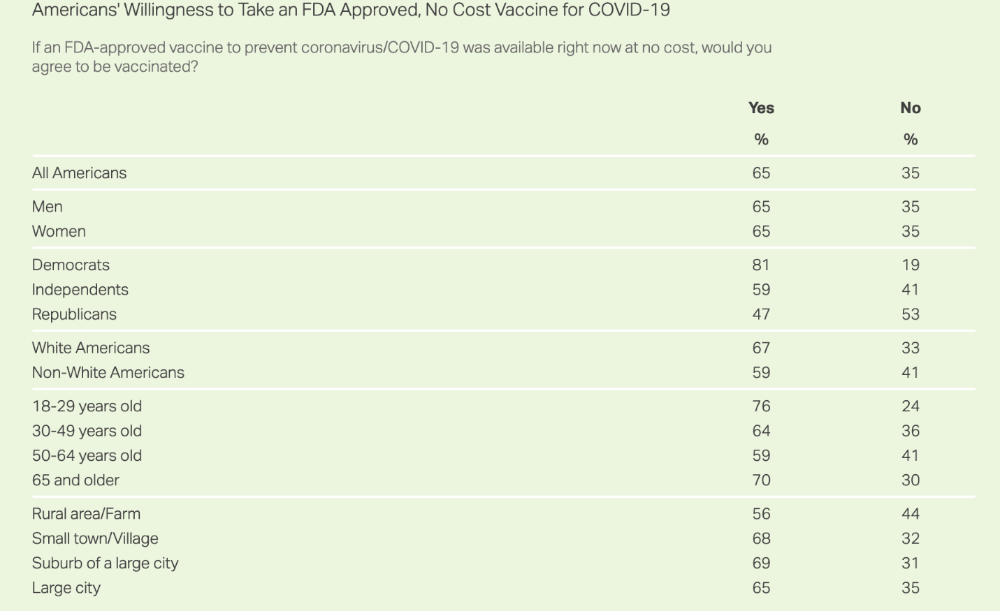 Americans' Willingness to Take an FDA Approved, No Cost Vaccine for COVID-19
If an FDA-approved vaccine to prevent coronavirus/COVID-19 was available right now at no cost, would you
agree to be vaccinated?
Yes No
% %
All Americans 65 35
Men 65 35
Women 65 35
Democrats 81 19
Independents 59 41
Republicans 47 53
White Americans 67 33
Non-White Americans 59 41
18-29 years old 76 24
30-49 years old 64 36
50-64 years old 59 41
65 and older 70 30
Rural area/Farm 56 44
Small town/Village 68 32
Suburb of a large city 69 31
Large city 65 35